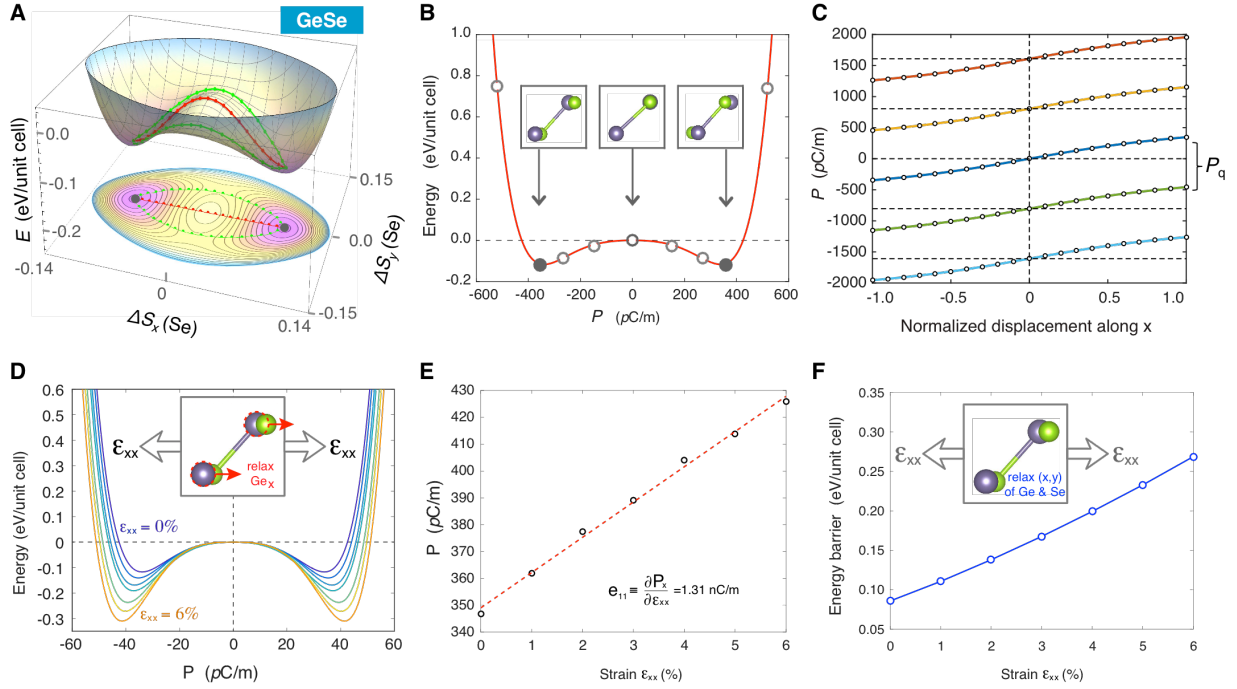 A
GeSe
E (eV/unit cell)
0.0
-0.1
-0.2
-0.14
0
0.14
ΔSx (Se)
-0.15
0.0
0.15
ΔSy (Se)
B
Energy (eV/unit cell)
1.0
0.8
0.6
0.4
0.2
0.0
-0.2
-600 -400 -200 0 200 400 600
P (pC/m)
C
P (pC/m)
2000
1500
1000
500
0
-500
-1000
1500
2000
-1.0 -0.5 0 0.5 1.0
Normalized displacement along x
Pq
D
Energy (eV/unit cell)
0.6
0.5
0.4
0.3
0.2
0.1
0
-0.1
-0.2
-0.3
-60 -40 -20 0 20 40 60
P (pC/m)
εxx
εxx
relax
Gex
εxx = 0%
εxx = 6%
E
P (pC/m)
430
420
410
400
390
380
370
360
350
340
0 1 2 3 4 5 6
Strain εxx (%)
e11 ≡ ∂Px/∂εxx =1.31 nC/m
F
Energy barrier (eV/unit cell)
0.35
0.30
0.25
0.20
0.15
0.10
0.05
0 1 2 3 4 5 6
Strain εxx (%)
εxx
εxx
relax (x,y)
of Ge & Se